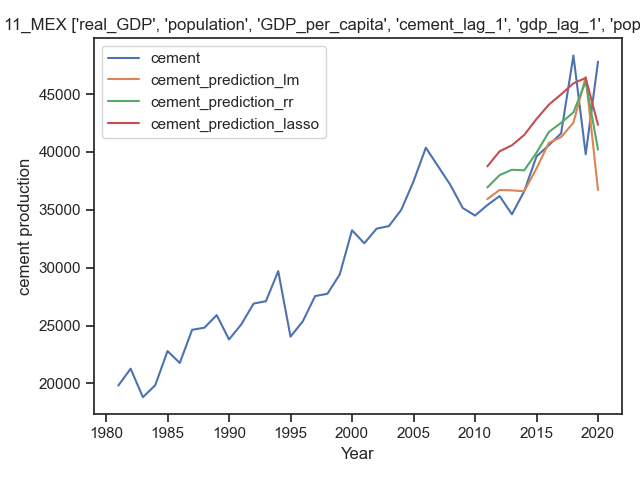 11_MEX ['real_GDP', 'population', 'GDP_per_capita', 'cement_lag_1', 'gdp_lag_1', 'pop
cement
cement_prediction_lm
cement_prediction_rr
cement_prediction_lasso
cement production
45000
40000
35000
30000
25000
20000
1980 1985 1990 1995 2000 2005 2010 2015 2020
Year